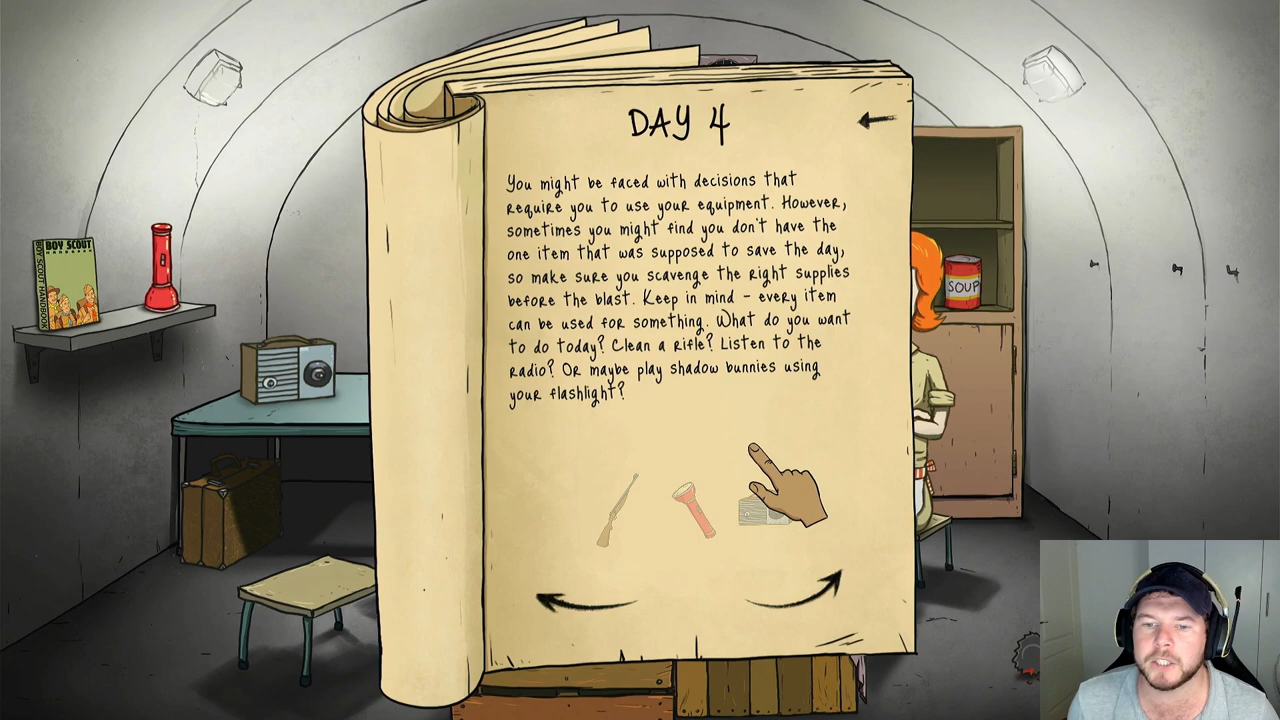 DAY 4
You might be faced with decisions that
require you to use your equipment. However,
sometimes you might find you don't have the
one item that was supposed to save the day,
so make sure you scavenge the right supplies
before the blast. Keep in mind - every item
can be used for something. What do you want
to do today? Clean a rifle? Listen to the
radio? Or maybe play shadow bunnies using
your flashlight?
BOY SCOUT
BOY SCOUT HANDBOOK
SOUP